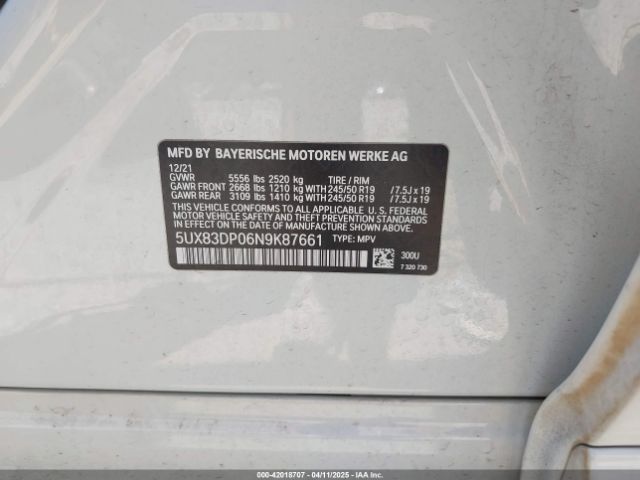 MFD BY BAYERISCHE MOTOREN WERKE AG
12/21
GVWR 5556 lbs 2520 kg TIRE / RIM
GAWR FRONT 2668 lbs 1210 kg WITH 245/50 R19 / 7.5J x 19
GAWR REAR 3109 lbs 1410 kg WITH 245/50 R19 / 7.5J x 19
THIS VEHICLE CONFORMS TO ALL APPLICABLE U. S. FEDERAL
MOTOR VEHICLE SAFETY, BUMPER AND THEFT PREVENTION
STANDARDS IN EFFECT ON THE DATE OF MANUFACTURE SHOWN ABOVE.
5UX83DP06N9K87661 TYPE: MPV
300U
7 320 730
000-42018707 - 04/11/2025 - IAAI.COM